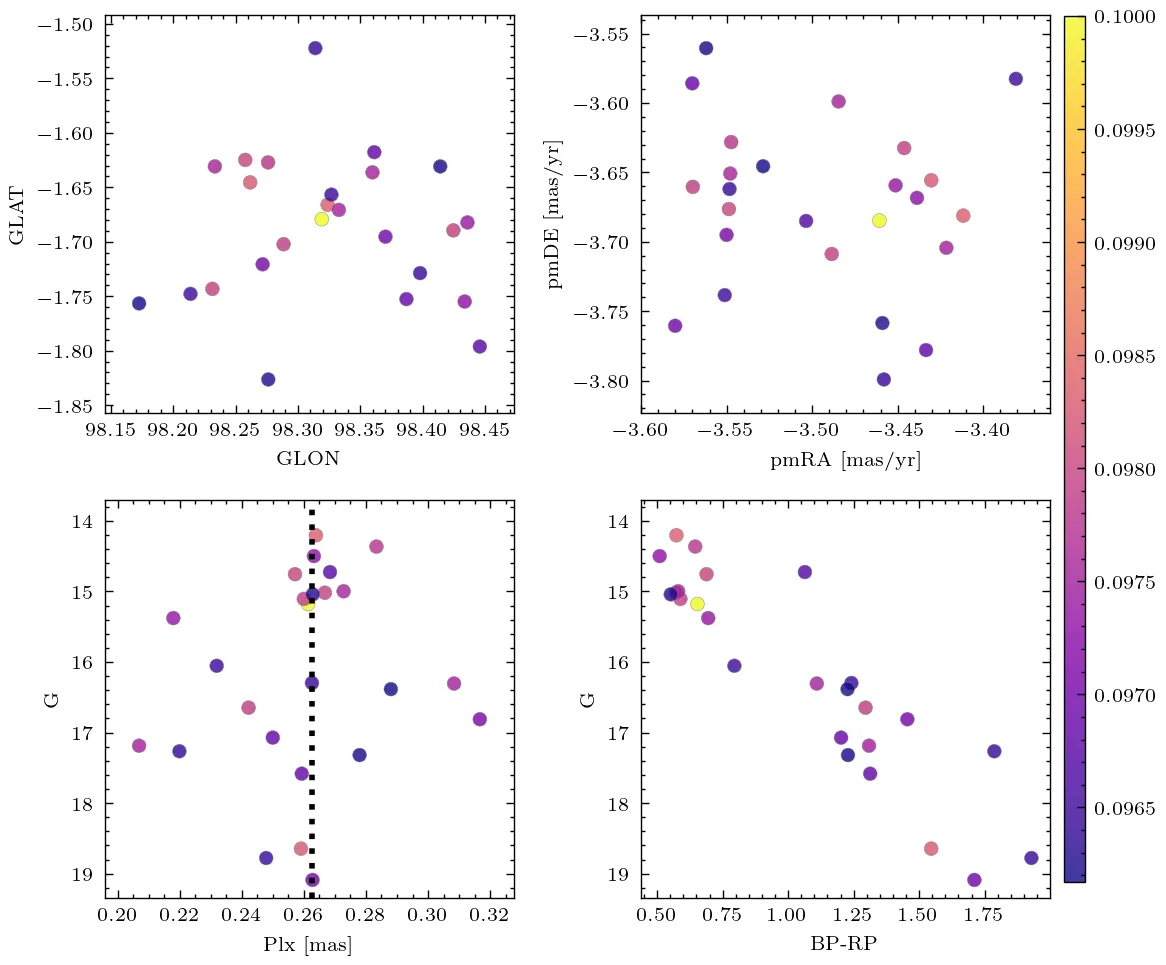 −1.50
−1.55
−1.60
−1.65
−1.70
−1.75
−1.80
−1.85
GLAT
98.15 98.20 98.25 98.30 98.35 98.40 98.45
GLON
−3.55
−3.60
−3.65
−3.70
−3.75
−3.80
pmDE [mas/yr]
−3.60 −3.55 −3.50 −3.45 −3.40
pmRA [mas/yr]
14
15
16
17
18
19
G
0.20 0.22 0.24 0.26 0.28 0.30 0.32
Plx [mas]
14
15
16
17
18
19
G
0.50 0.75 1.00 1.25 1.50 1.75
BP-RP
0.1000
0.0995
0.0990
0.0985
0.0980
0.0975
0.0970
0.0965